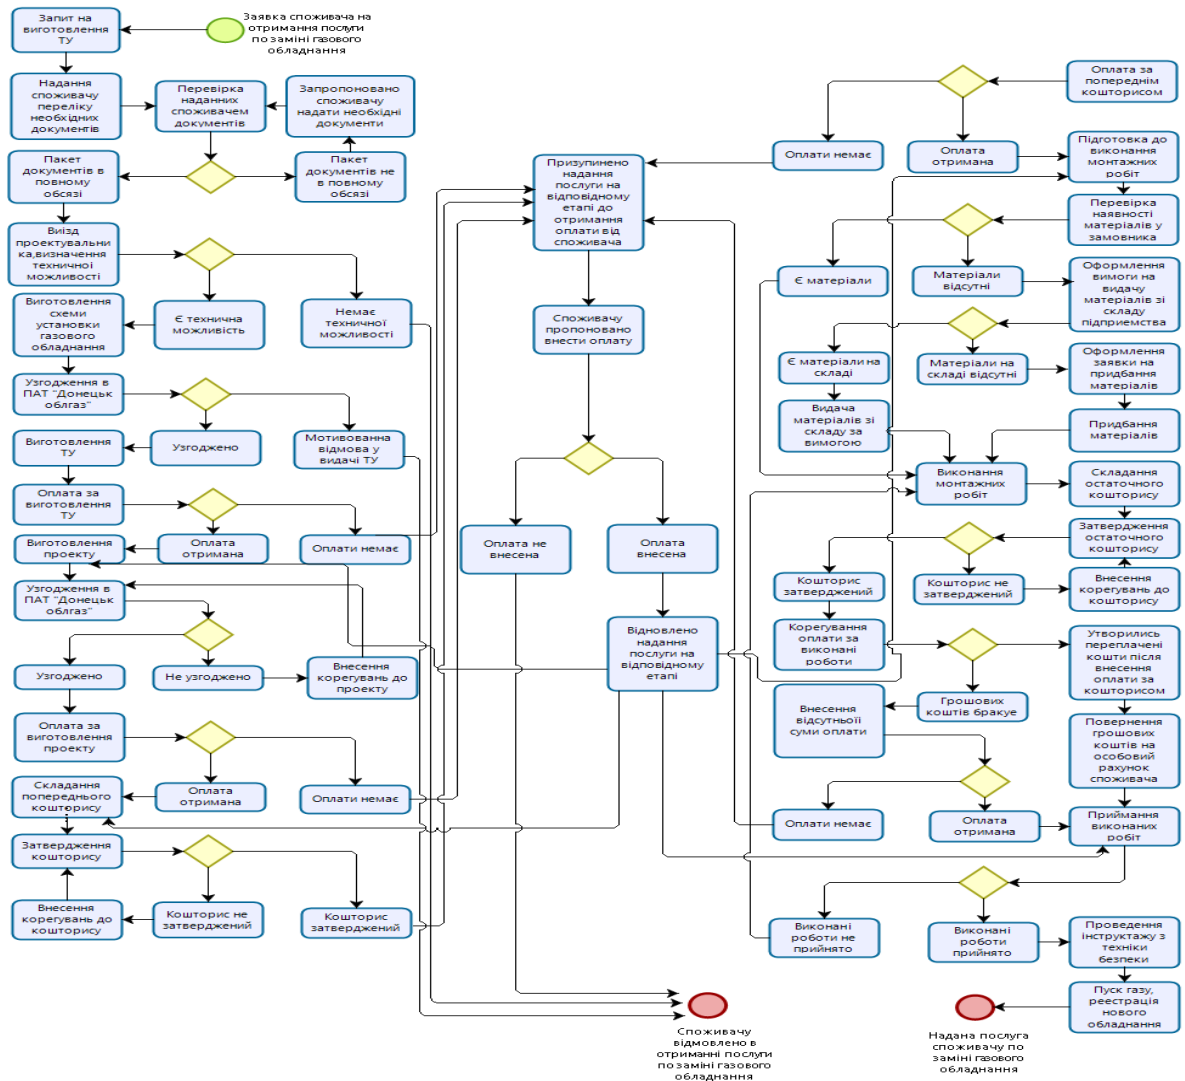 Запит на
виготовлення
ТУ
Заявка споживача на
отримання послуги
по заміні газового
обладнання
Надання
споживачу
переліку
необхідних
документів
Перевірка
наданних
споживачем
документів
Запропоновано
споживачу
надати необхідні
документи
Пакет
документів в
повному
обсязі
Пакет
документів не
в повному
обсязі
Виїзд
проектувальни
ка,визначення
техничної
можливості
Виготовлення
схеми
установки
газового
обладнання
Є технична
можливість
Немає
техничної
можливості
Узгодження в
ПАТ "Донецьк
облгаз"
Виготовлення
ТУ
Узгоджено
Мотивованна
відмова у
видачі ТУ
Оплата за
виготовлення
ТУ
Виготовлення
проекту
Оплата
отримана
Оплати немає
Узгодження в
ПАТ "Донецьк
облгаз"
Узгоджено
Не узгоджено
Внесення
корегувань до
проекту
Оплата за
виготовлення
проекту
Складання
попереднього
кошторису
Оплата
отримана
Оплати немає
Затвердження
кошторису
Внесення
корегувань до
кошторису
Кошторис не
затверджений
Кошторис
затверджений
Призупинено
надання
послуги на
відповідному
етапі до
отримання
оплати від
споживача
Споживачу
пропоновано
внести оплату
Оплата не
внесена
Оплата
внесена
Відновлено
надання
послуги на
відповідному
етапі
Споживачу
відмовлено в
отриманні послуги
по заміні газового
обладнання
Оплата за
попереднім
кошторисом
Оплати немає
Оплата
отримана
Підготовка до
виконання
монтажних
робіт
Перевірка
наявності
матеріалів у
замовника
Є матеріали
Матеріали
відсутні
Оформлення
вимоги на
видачу
матеріалів зі
складу
підприемства
Є матеріали на
складі
Матеріали на
складі відсутні
Оформлення
заявки на
придбання
матеріалів
Видача
матеріалів зі
складу за
вимогою
Придбання
матеріалів
Виконання
монтажних
робіт
Складання
остаточного
кошторису
Затвердження
остаточного
кошторису
Кошторис
затверджений
Кошторис не
затверджений
Внесення
корегувань до
кошторису
Корегування
оплати за
виконані
роботи
Утворились
переплачені
кошти після
внесення
оплати за
кошторисом
Внесення
відсутньоїі
суми оплати
Грошових
коштів бракує
Повернення
грошових
коштів на
особовий
рахунок
споживача
Оплати немає
Оплата
отримана
Приймання
виконаних
робіт
Виконані
роботи не
прийнято
Виконані
роботи
прийнято
Проведення
інструктажу з
техніки
безпеки
Пуск газу,
реєстрація
нового
обладнання
Надана послуга
споживачу по
заміні газового
обладнання